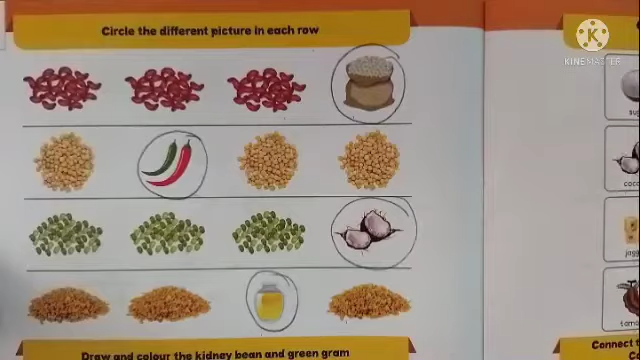 Circle the different picture in each row
K
KINEMASTER
Draw and colour the kidney bean and green gram
Connect